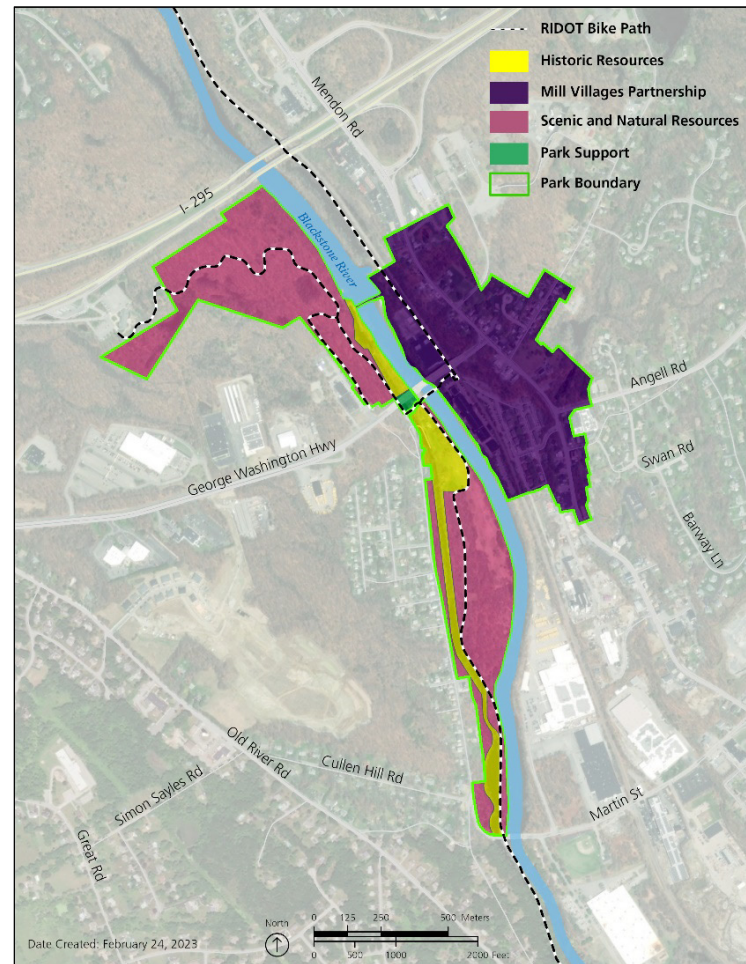 RIDOT Bike Path
Historic Resources
Mill Villages Partnership
Scenic and Natural Resources
Park Support
Park Boundary
Mendon Rd
I- 295
Blackstone River
Angell Rd
Swan Rd
George Washington Hwy
Barway Ln
Old River Rd
Cullen Hill Rd
Simon Sayles Rd
Martin St
Great Rd
North
0 125 250 500 Meters
0 500 1000 2000 Feet
Date Created: February 24, 2023